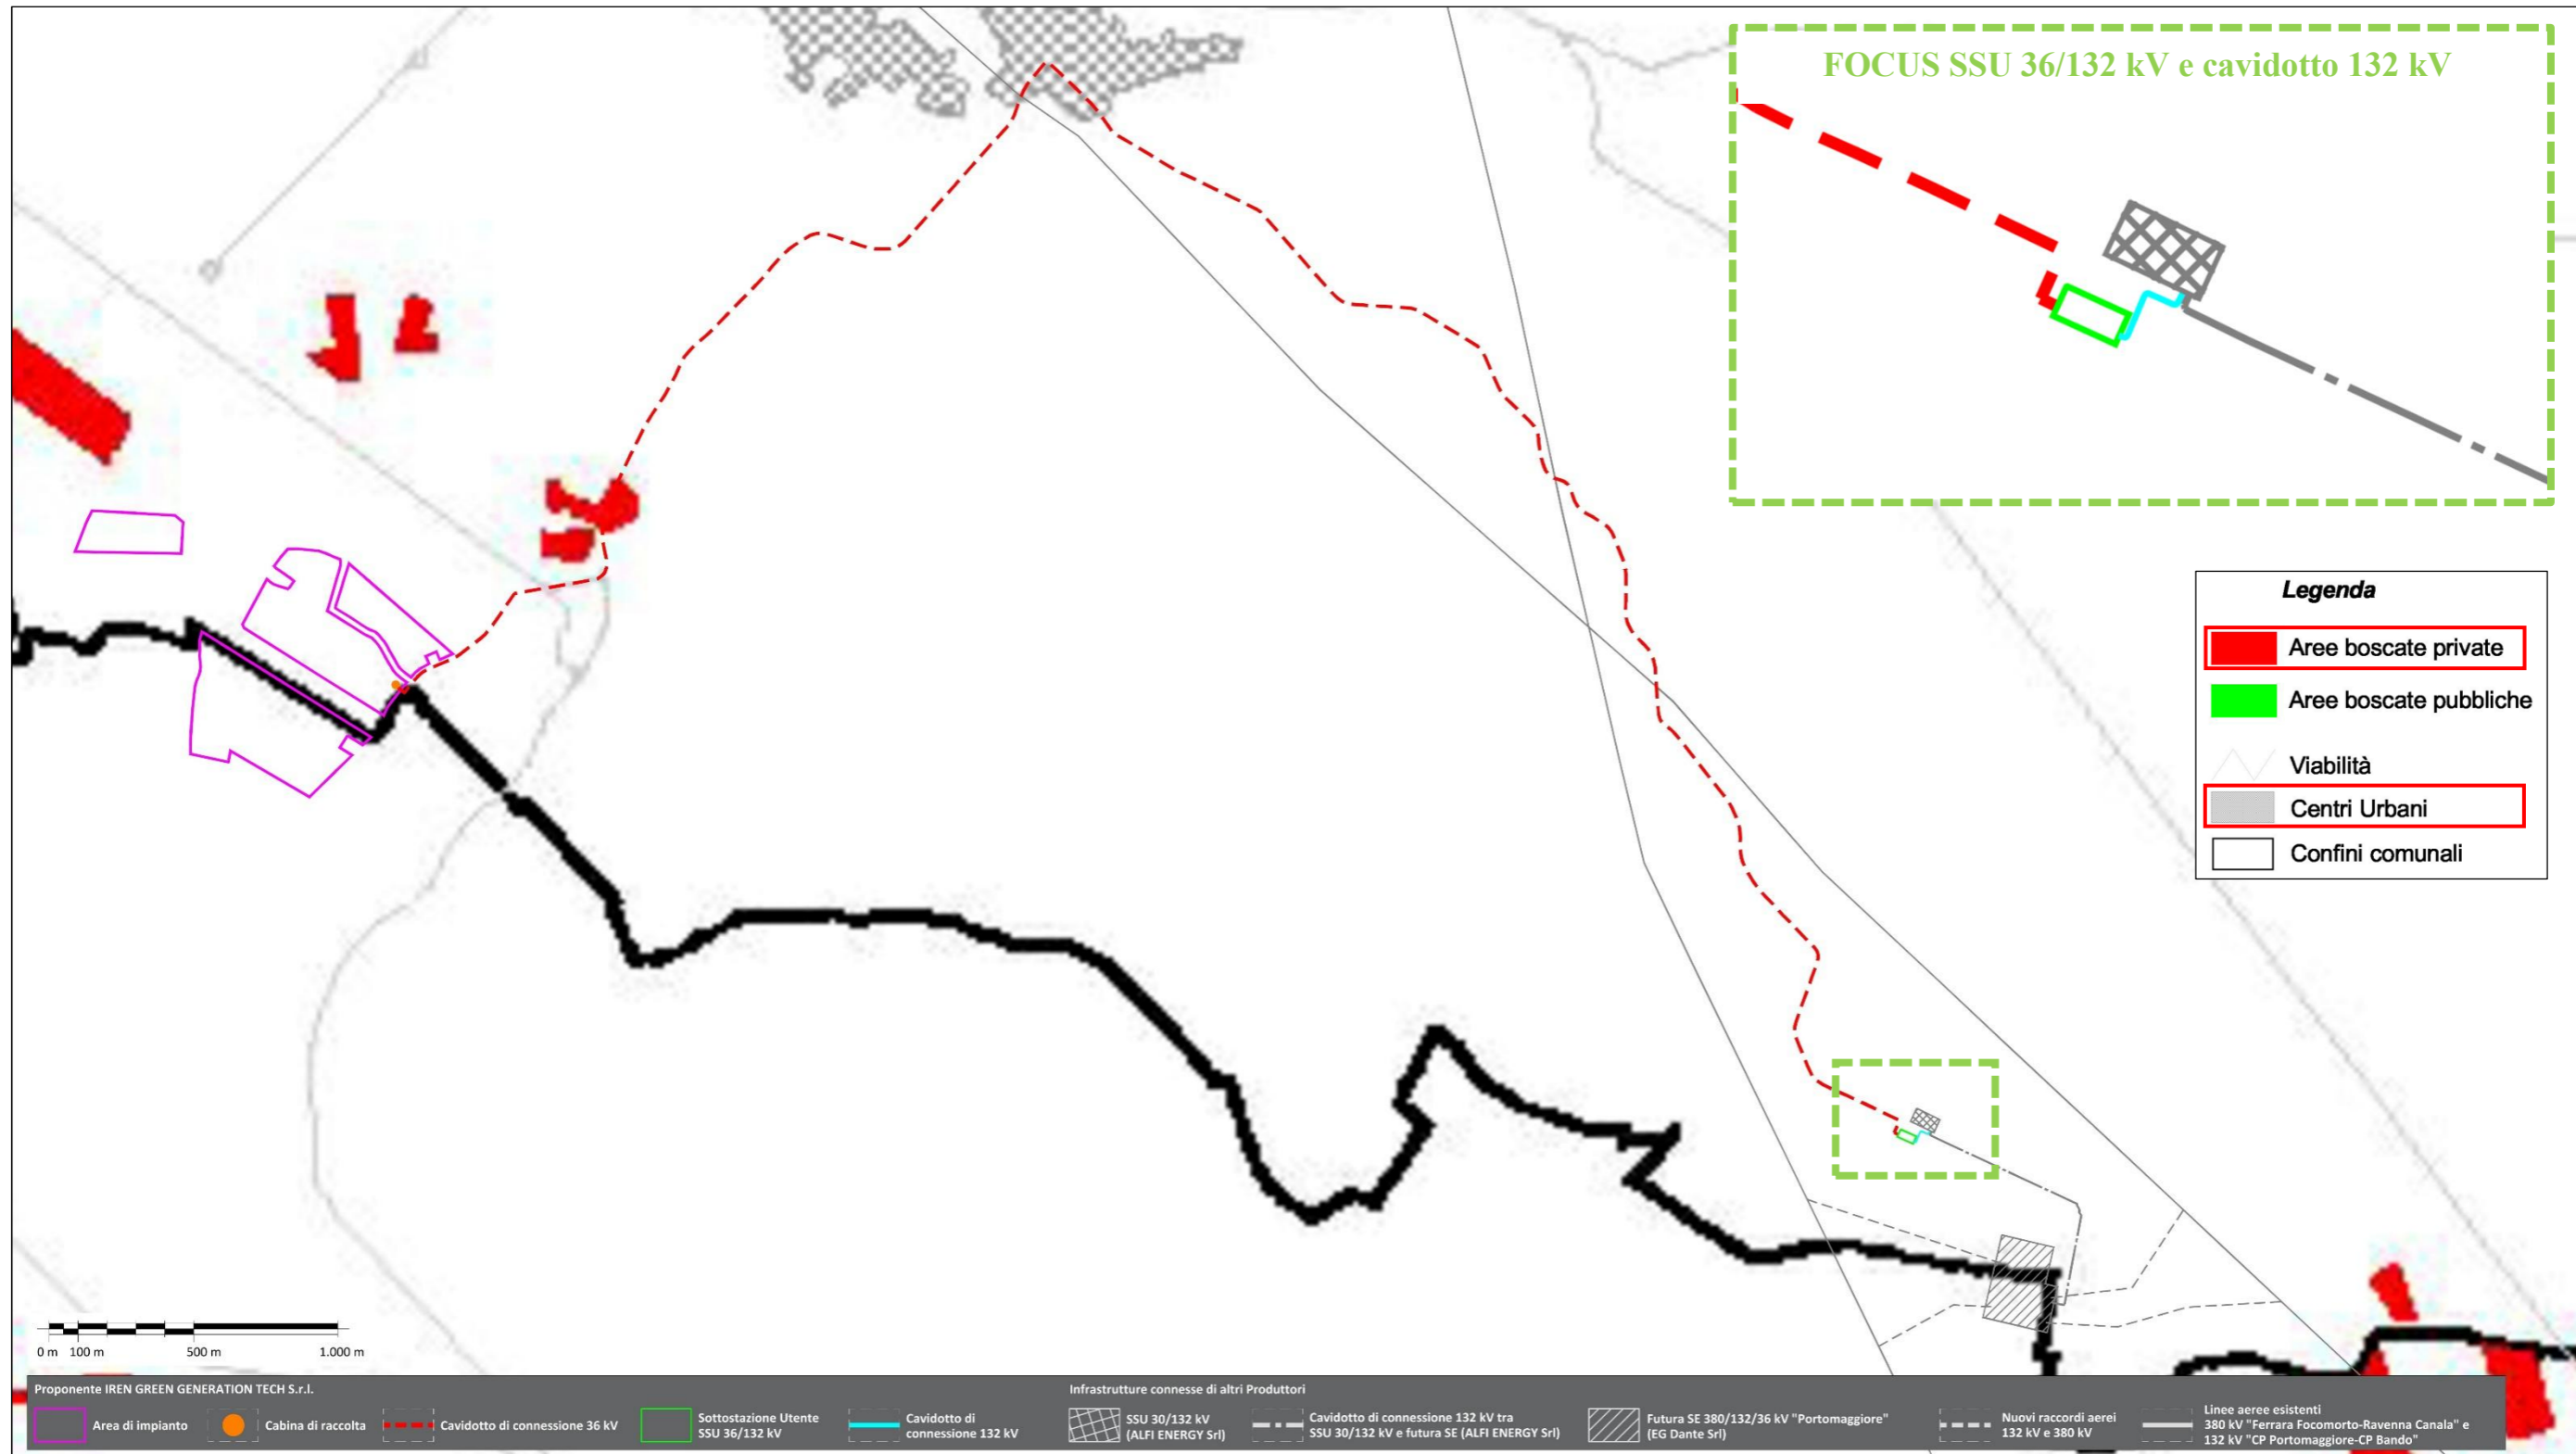 FOCUS SSU 36/132 kV e cavidotto 132 kV
Legenda
Aree boscate private
Aree boscate pubbliche
Viabilità
Centri Urbani
Confini comunali
0 m 100 m 500 m 1.000 m
Proponente IREN GREEN GENERATION TECH S.r.l.
Area di impianto
Cabina di raccolta
Cavidotto di connessione 36 kV
Sottostazione Utente
SSU 36/132 kV
Cavidotto di
connessione 132 kV
Infrastrutture connesse di altri Produttori
SSU 30/132 kV
(ALFI ENERGY Srl)
Cavidotto di connessione 132 kV tra
SSU 30/132 kV e futura SE (ALFI ENERGY Srl)
Futura SE 380/132/36 kV "Portomaggiore"
(EG Dante Srl)
Nuovi raccordi aerei
132 kV e 380 kV
Linee aeree esistenti
380 kV "Ferrara Focomorto-Ravenna Canala" e
132 kV "CP Portomaggiore-CP Bando"